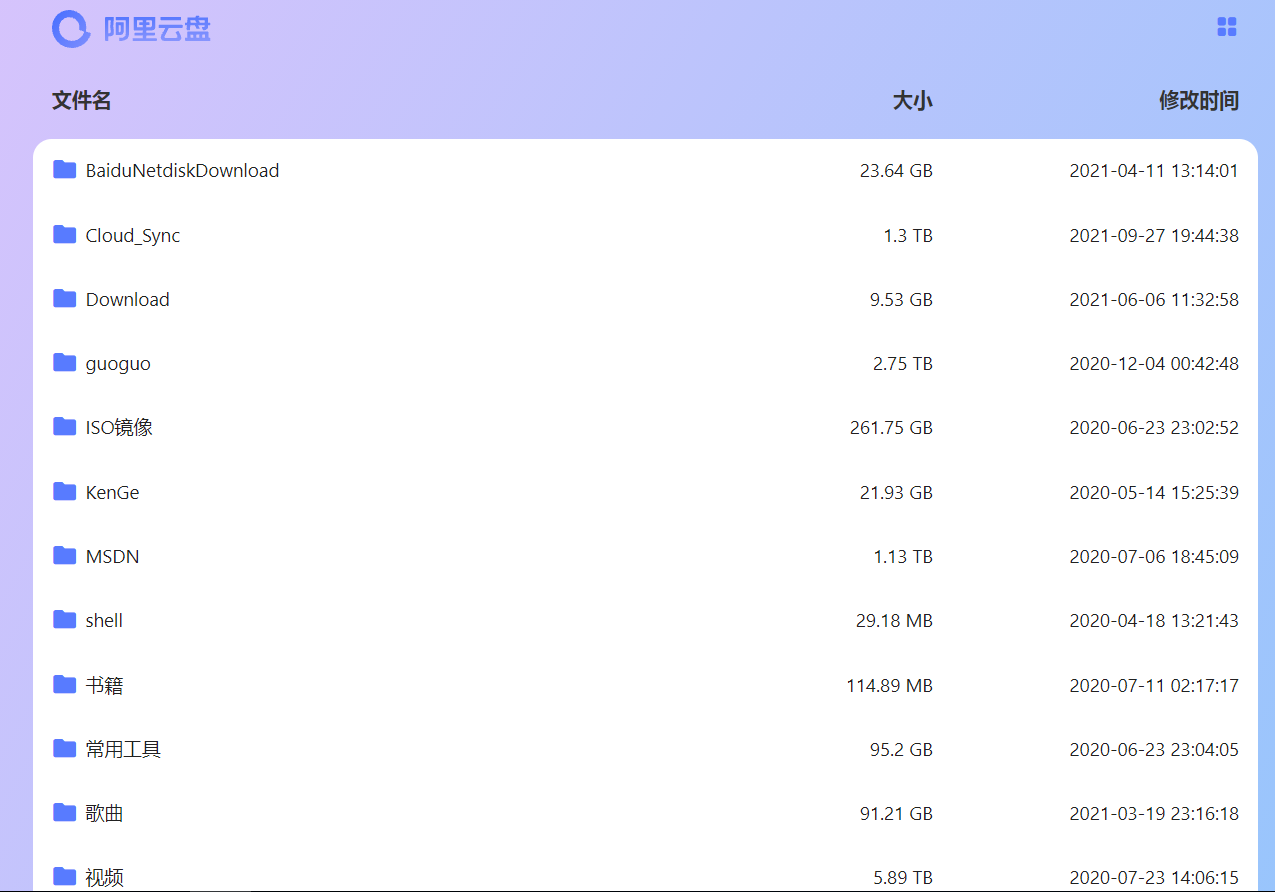 阿里云盘
文件名 大小 修改时间
BaiduNetdiskDownload 23.64 GB 2021-04-11 13:14:01
Cloud_Sync 1.3 TB 2021-09-27 19:44:38
Download 9.53 GB 2021-06-06 11:32:58
guoguo 2.75 TB 2020-12-04 00:42:48
ISO镜像 261.75 GB 2020-06-23 23:02:52
KenGe 21.93 GB 2020-05-14 15:25:39
MSDN 1.13 TB 2020-07-06 18:45:09
shell 29.18 MB 2020-04-18 13:21:43
书籍 114.89 MB 2020-07-11 02:17:17
常用工具 95.2 GB 2020-06-23 23:04:05
歌曲 91.21 GB 2021-03-19 23:16:18
视频 5.89 TB 2020-07-23 14:06:15